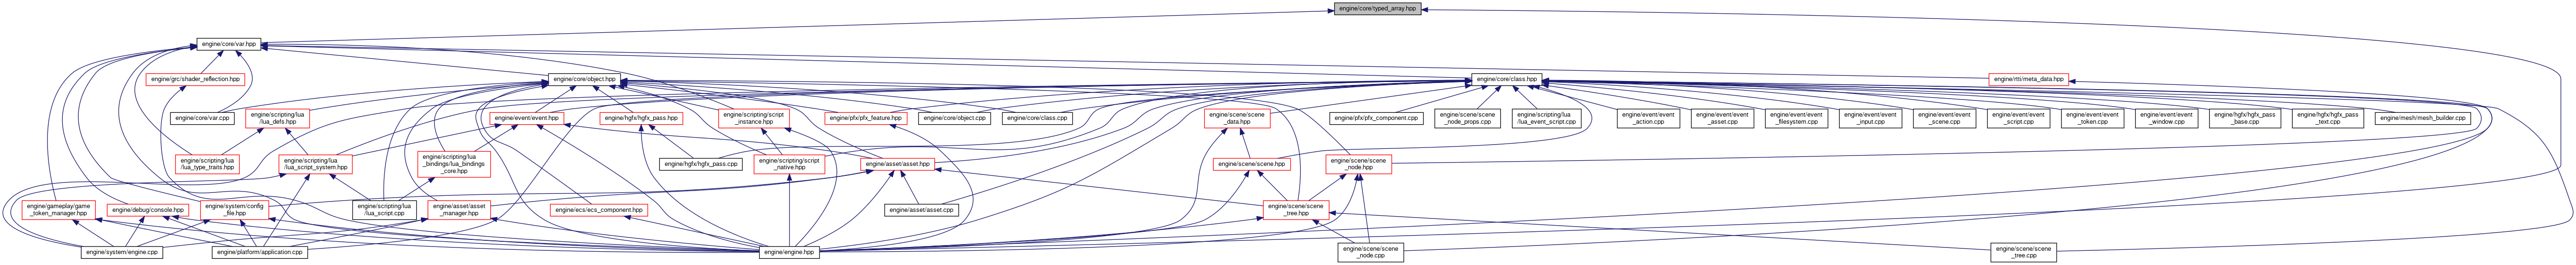 engine/core/typed_array.hpp
engine/core/var.hpp
engine/grc/shader_reflection.hpp
engine/core/object.hpp
engine/core/class.hpp
engine/rtti/meta_data.hpp
engine/core/var.cpp
engine/scripting/lua
/lua_defs.hpp
engine/event/event.hpp
engine/hgfx/hgfx_pass.hpp
engine/scripting/script
_instance.hpp
engine/pfx/pfx_feature.hpp
engine/core/object.cpp
engine/core/class.cpp
engine/scene/scene
_data.hpp
engine/pfx/pfx_component.cpp
engine/scene/scene
_node_props.cpp
engine/scripting/lua
/lua_event_script.cpp
engine/event/event
_action.cpp
engine/event/event
_asset.cpp
engine/event/event
_filesystem.cpp
engine/event/event
_input.cpp
engine/event/event
_scene.cpp
engine/event/event
_script.cpp
engine/event/event
_token.cpp
engine/event/event
_window.cpp
engine/hgfx/hgfx_pass
_base.cpp
engine/hgfx/hgfx_pass
_text.cpp
engine/mesh/mesh_builder.cpp
engine/scripting/lua
/lua_type_traits.hpp
engine/scripting/lua
/lua_script_system.hpp
engine/scripting/lua
_bindings/lua_bindings
_core.hpp
engine/hgfx/hgfx_pass.cpp
engine/scripting/script
_native.hpp
engine/asset/asset.hpp
engine/scene/scene.hpp
engine/scene/scene
_node.hpp
engine/gameplay/game
_token_manager.hpp
engine/debug/console.hpp
engine/system/config
_file.hpp
engine/scripting/lua
/lua_script.cpp
engine/asset/asset
_manager.hpp
engine/ecs/ecs_component.hpp
engine/asset/asset.cpp
engine/scene/scene
_tree.hpp
engine/system/engine.cpp
engine/platform/application.cpp
engine/engine.hpp
engine/scene/scene
_node.cpp
engine/scene/scene
_tree.cpp